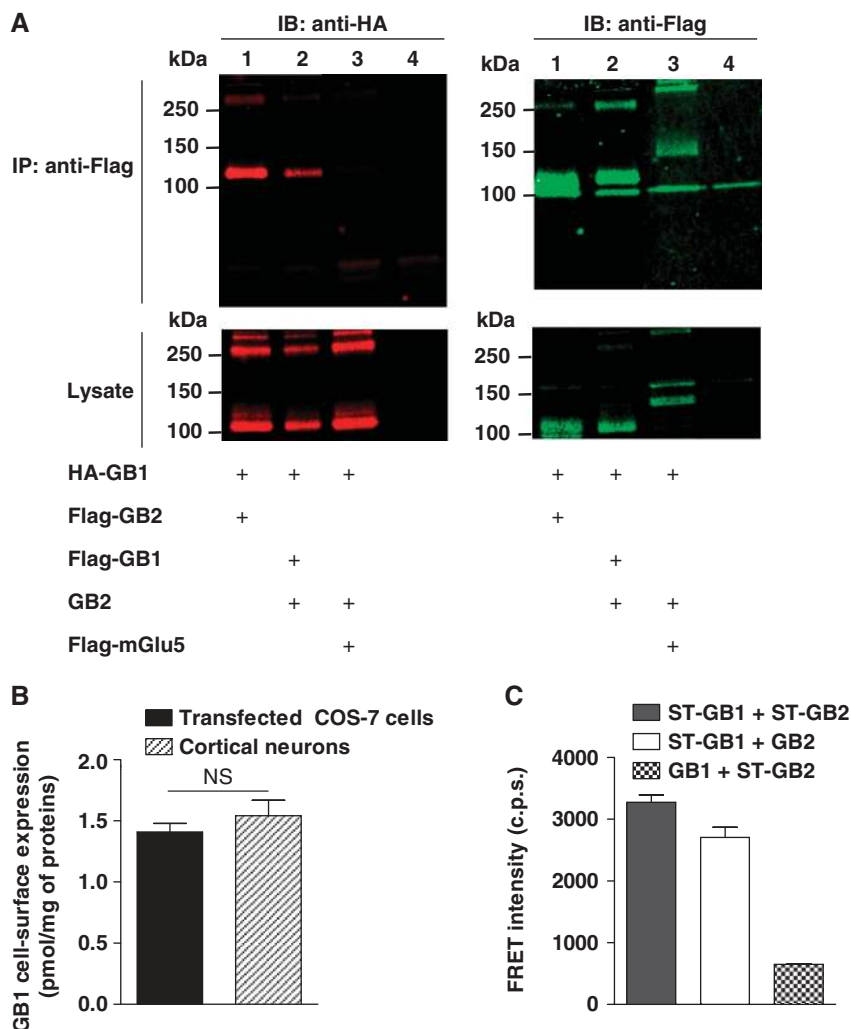 A
IB: anti-HA
IB: anti-Flag
kDa 1 2 3 4
kDa 1 2 3 4
IP: anti-Flag
250
150
100
250
150
100
Lysate
kDa
250
150
100
kDa
250
150
100
HA-GB1 + + + + + +
Flag-GB2 + +
Flag-GB1 + +
GB2 + + + +
Flag-mGlu5 + +
B
Transfected COS-7 cells
Cortical neurons
GB1 cell-surface expression
(pmol/mg of proteins)
2.0
1.5
1.0
0.5
0.0
NS
C
ST-GB1 + ST-GB2
ST-GB1 + GB2
GB1 + ST-GB2
FRET intensity (c.p.s.)
4000
3000
2000
1000
0